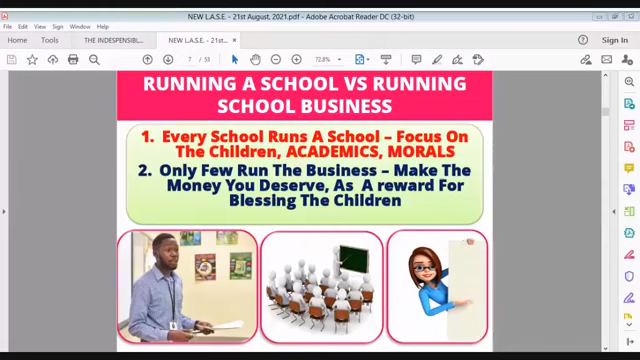 NEW L.A.S.E. - 21st August, 2021.pdf - Adobe Acrobat Reader DC (32-bit)
File Edit View Sign Window Help
Home Tools THE INDESPENSIBL... NEW L.A.S.E. - 21st... × Sign In
7 / 53 72.8%
RUNNING A SCHOOL VS RUNNING
SCHOOL BUSINESS
1. Every School Runs A School – Focus On
The Children, ACADEMICS, MORALS
2. Only Few Run The Business – Make The
Money You Deserve, As A reward For
Blessing The Children